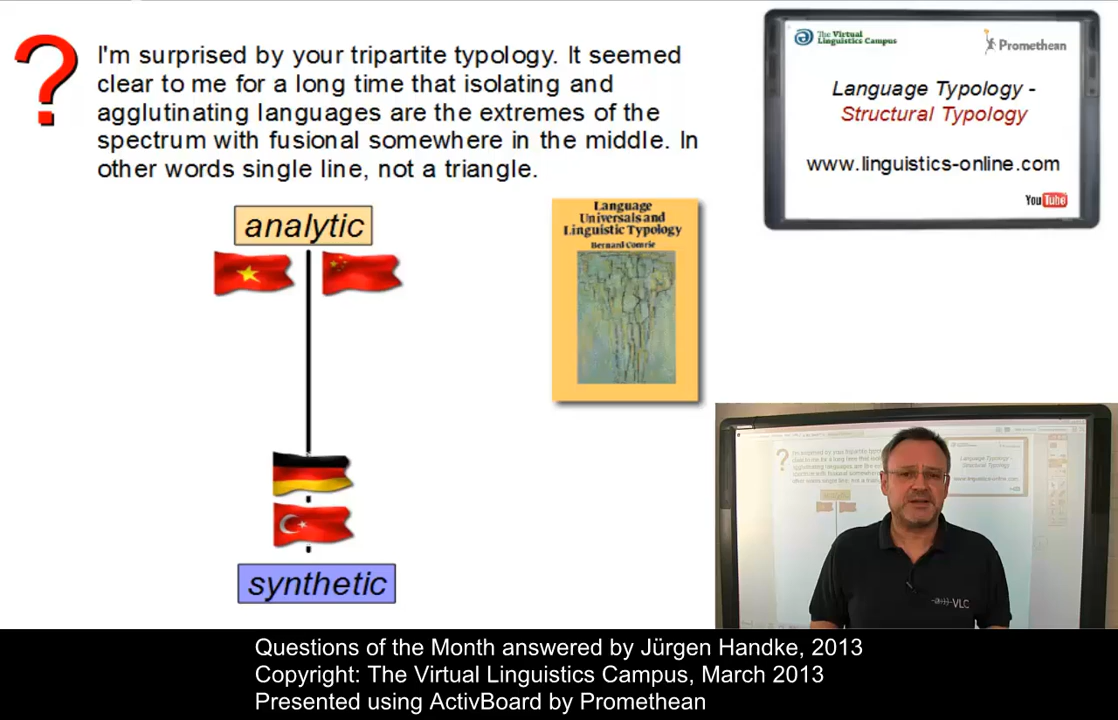 I'm surprised by your tripartite typology. It seemed
clear to me for a long time that isolating and
agglutinating languages are the extremes of the
spectrum with fusional somewhere in the middle. In
other words single line, not a triangle.
The Virtual
Linguistics Campus
Promethean
Language Typology -
Structural Typology
www.linguistics-online.com
YouTube
analytic
Language
Universals and
Linguistic Typology
Bernard Comrie
synthetic
VLC
Questions of the Month answered by Jürgen Handke, 2013
Copyright: The Virtual Linguistics Campus, March 2013
Presented using ActivBoard by Promethean